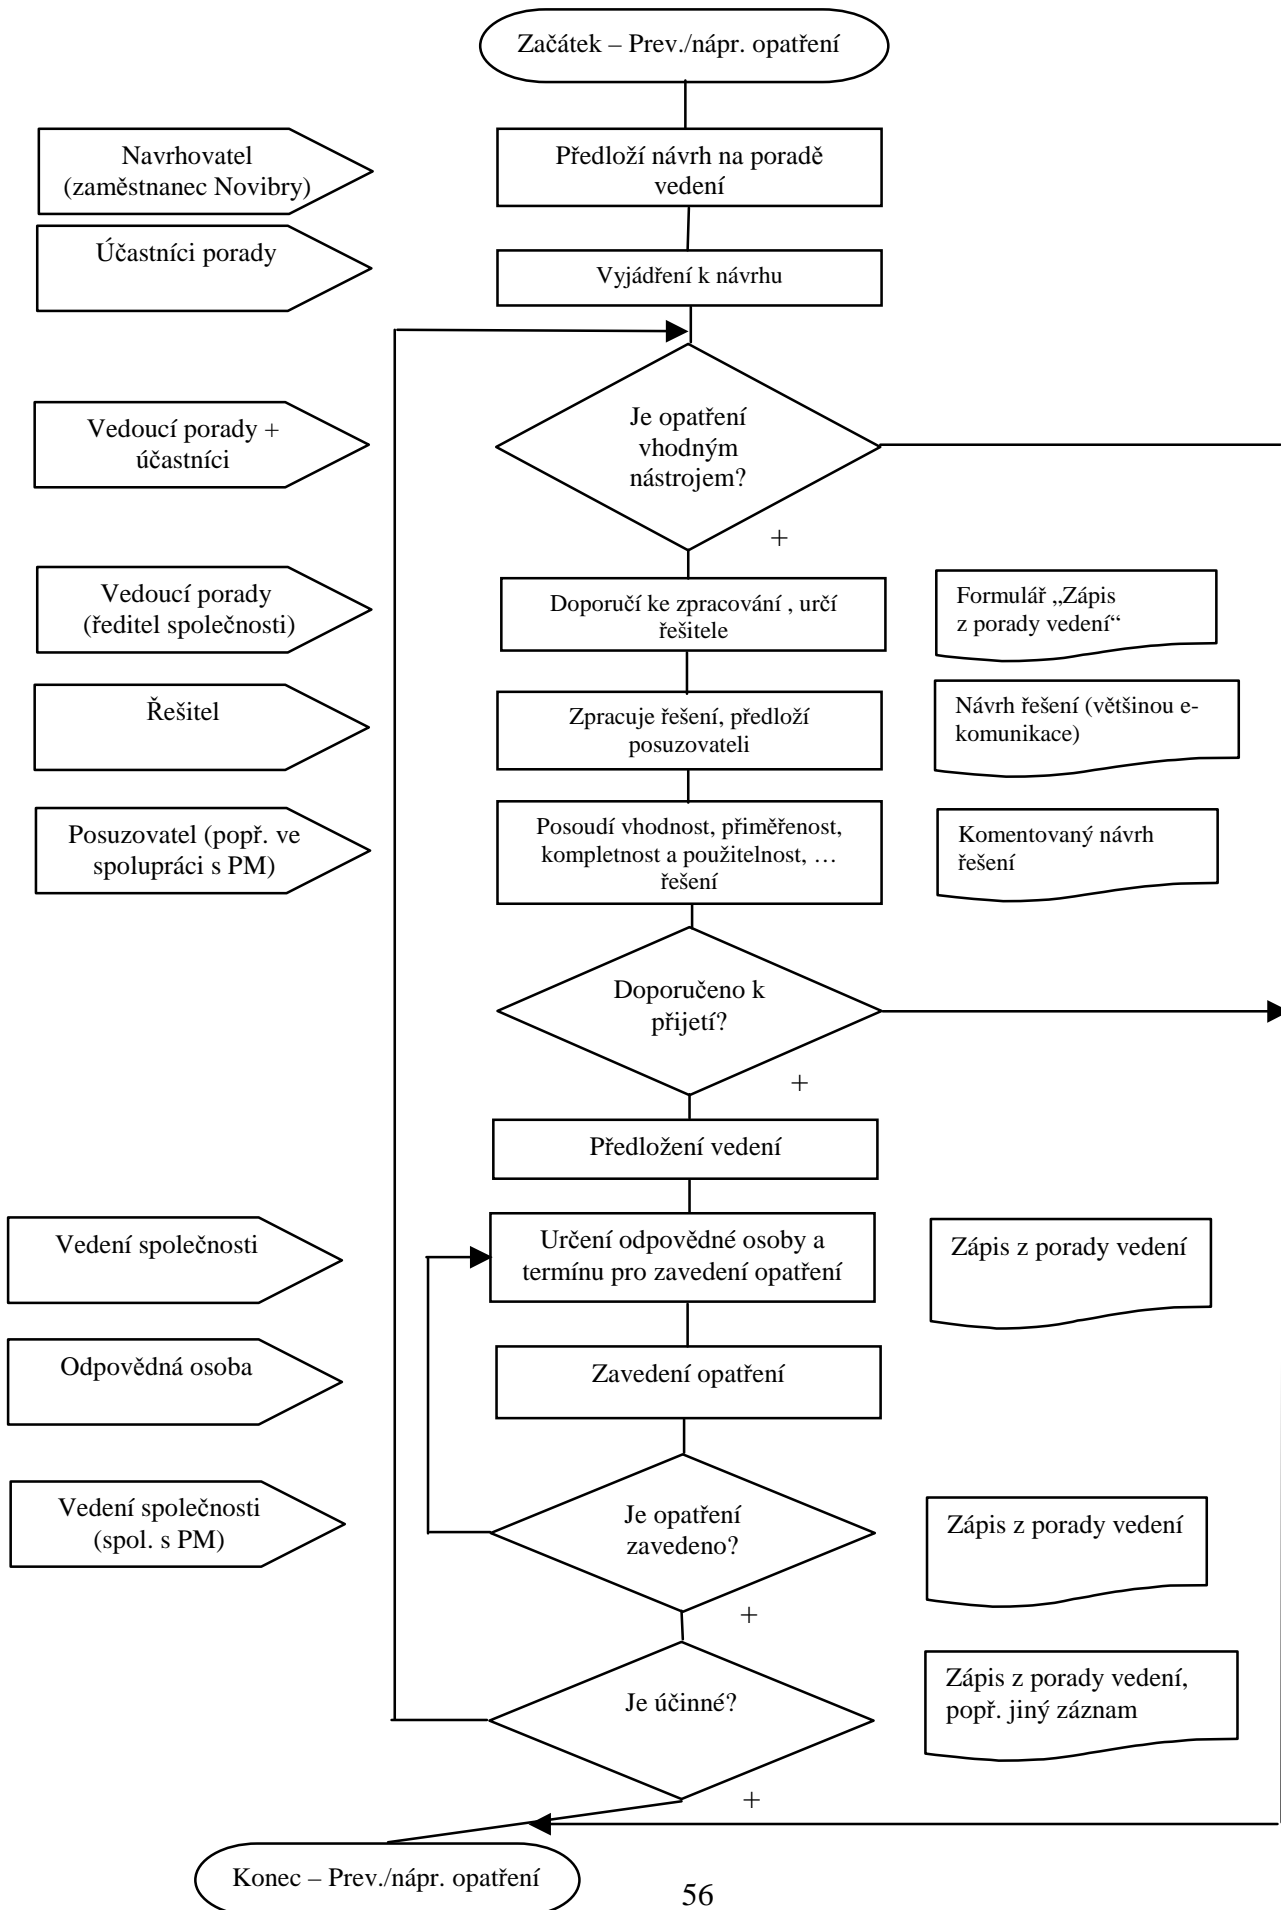 Začátek – Prev./nápr. opatření
Navrhovatel
(zaměstnanec Novibry)
Předloží návrh na poradě
vedení
Účastníci porady
Vyjádření k návrhu
Vedoucí porady +
účastníci
Je opatření
vhodným
nástrojem?
+
Vedoucí porady
(ředitel společnosti)
Doporučí ke zpracování , určí
řešitele
Formulář „Zápis
z porady vedení“
Řešitel
Zpracuje řešení, předloží
posuzovateli
Návrh řešení (většinou e-
komunikace)
Posuzovatel (popř. ve
spolupráci s PM)
Posoudí vhodnost, přiměřenost,
kompletnost a použitelnost, …
řešení
Komentovaný návrh
řešení
Doporučeno k
přijetí?
+
Předložení vedení
Vedení společnosti
Určení odpovědné osoby a
termínu pro zavedení opatření
Zápis z porady vedení
Odpovědná osoba
Zavedení opatření
Vedení společnosti
(spol. s PM)
Je opatření
zavedeno?
Zápis z porady vedení
+
Je účinné?
Zápis z porady vedení,
popř. jiný záznam
+
Konec – Prev./nápr. opatření
56